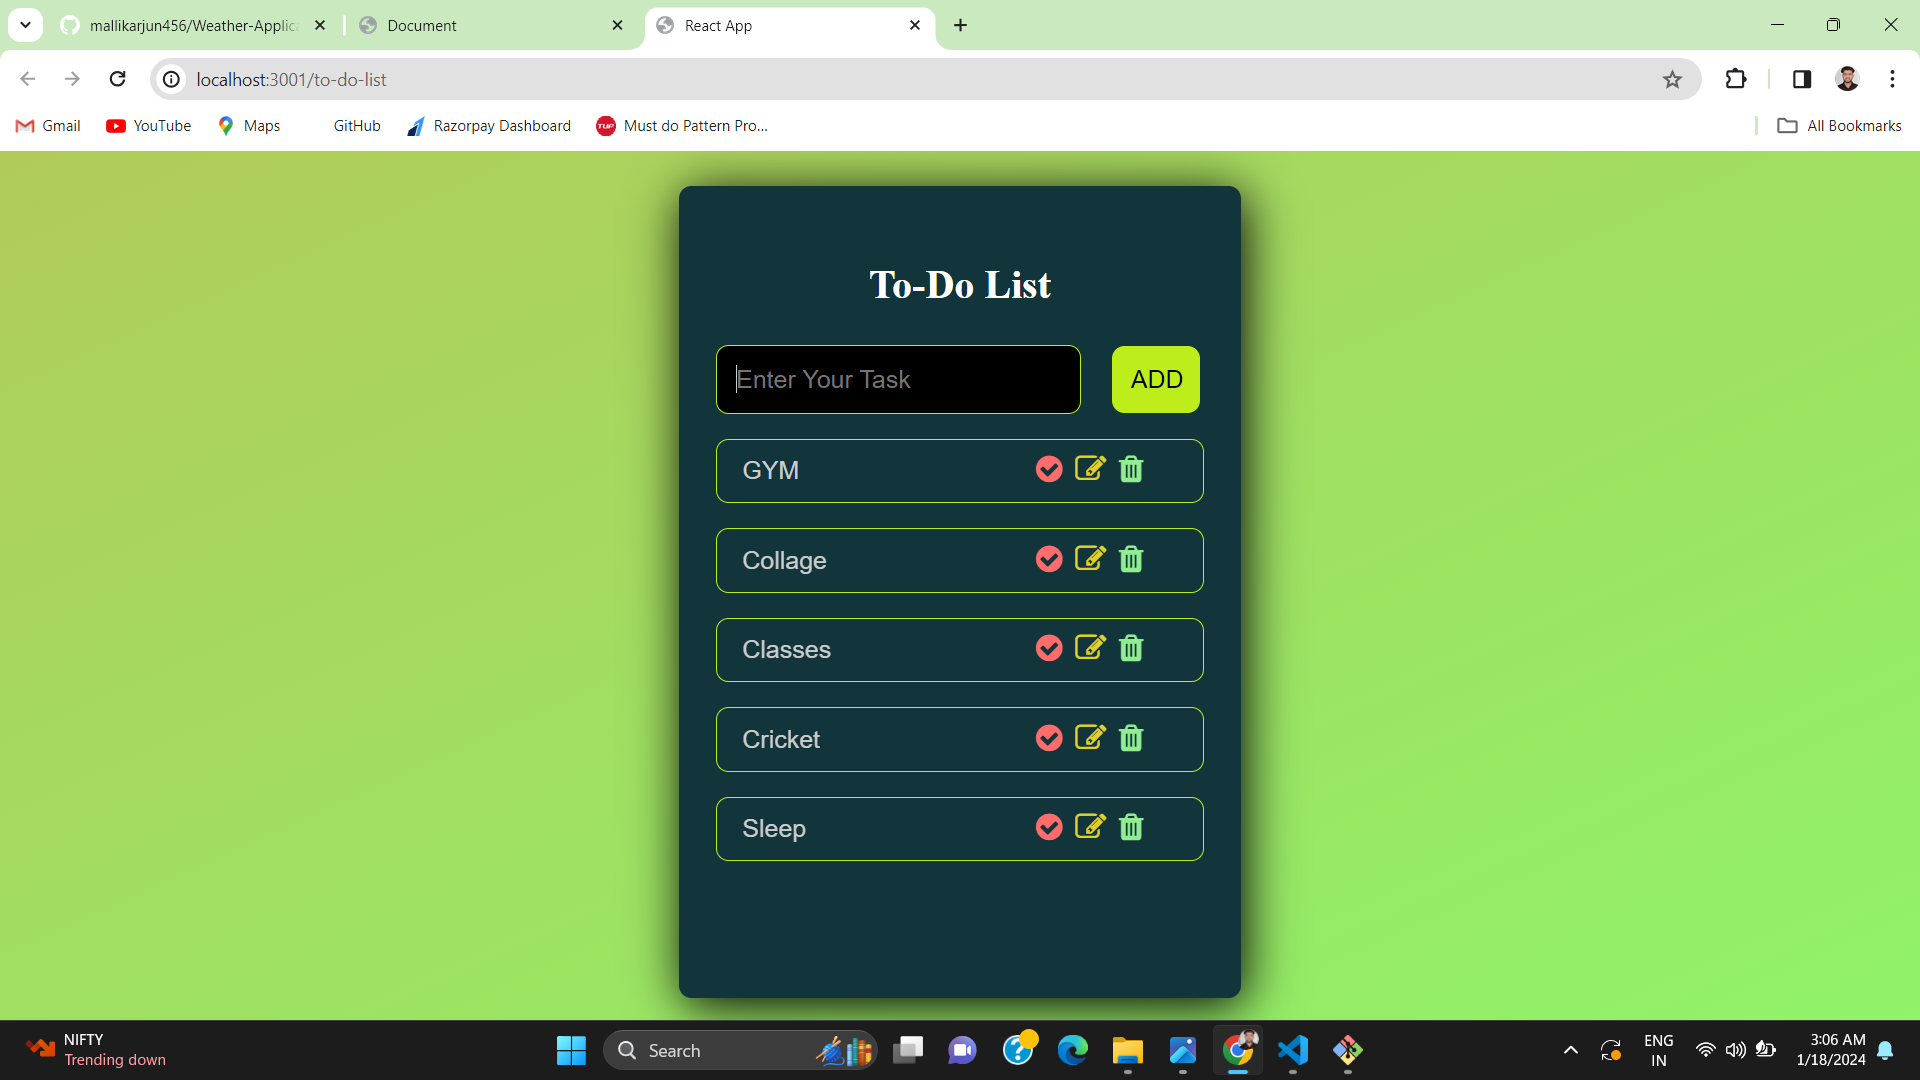 mallikarjun456/Weather-Applica
Document
React App
localhost:3001/to-do-list
Gmail
YouTube
Maps
GitHub
Razorpay Dashboard
TUF
Must do Pattern Pro...
All Bookmarks
To-Do List
Enter Your Task
ADD
GYM
Collage
Classes
Cricket
Sleep
NIFTY
Trending down
Search
ENG
IN
3:06 AM
1/18/2024